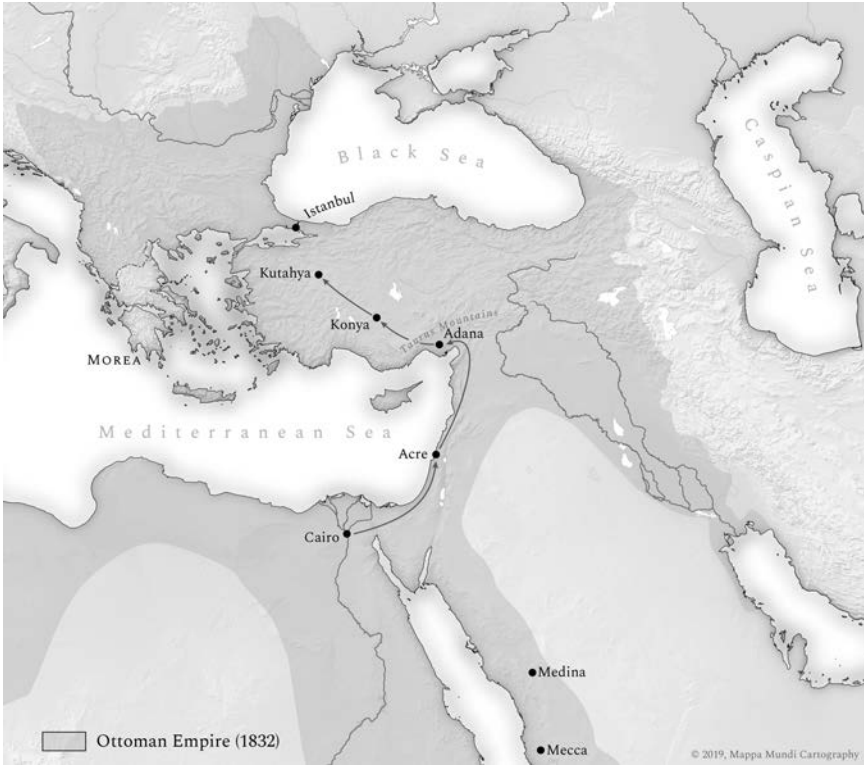 Black Sea
Caspian Sea
Istanbul
Kutahya
Konya
Taurus Mountains
Adana
MOREA
Mediterranean Sea
Acre
Cairo
Medina
Ottoman Empire (1832)
Mecca
© 2019, Mappa Mundi Cartography